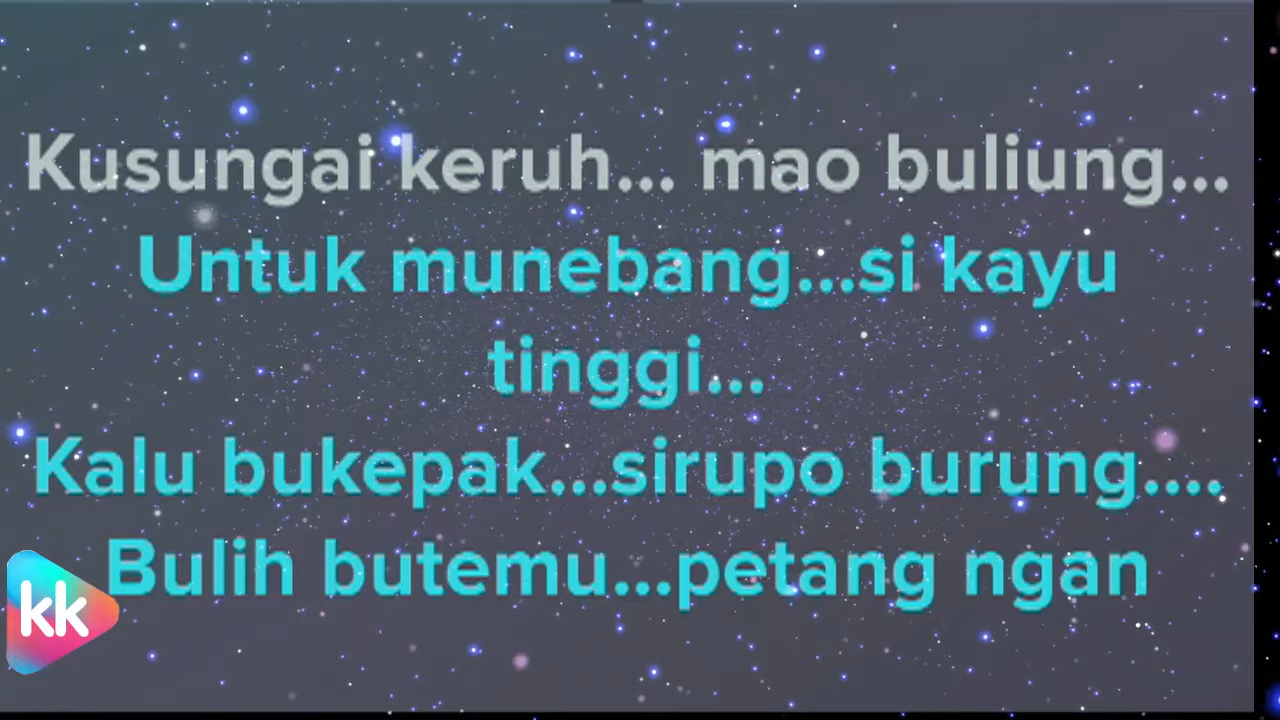 Kusungai keruh... mao buliung...
Untuk munebang...si kayu
tinggi...
Kalu bukepak...sirupo burung....
Bulih butemu...petang ngan
kk